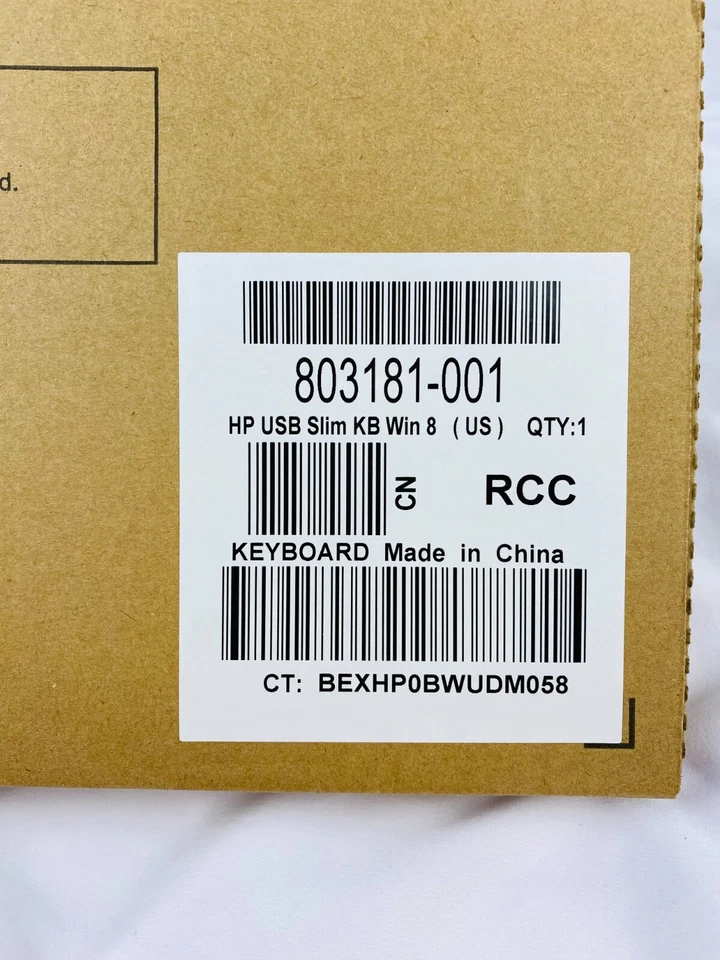 d.
803181-001
HP USB Slim KB Win 8 ( US ) QTY:1
CN
RCC
KEYBOARD Made in China
CT: BEXHP0BWUDM058